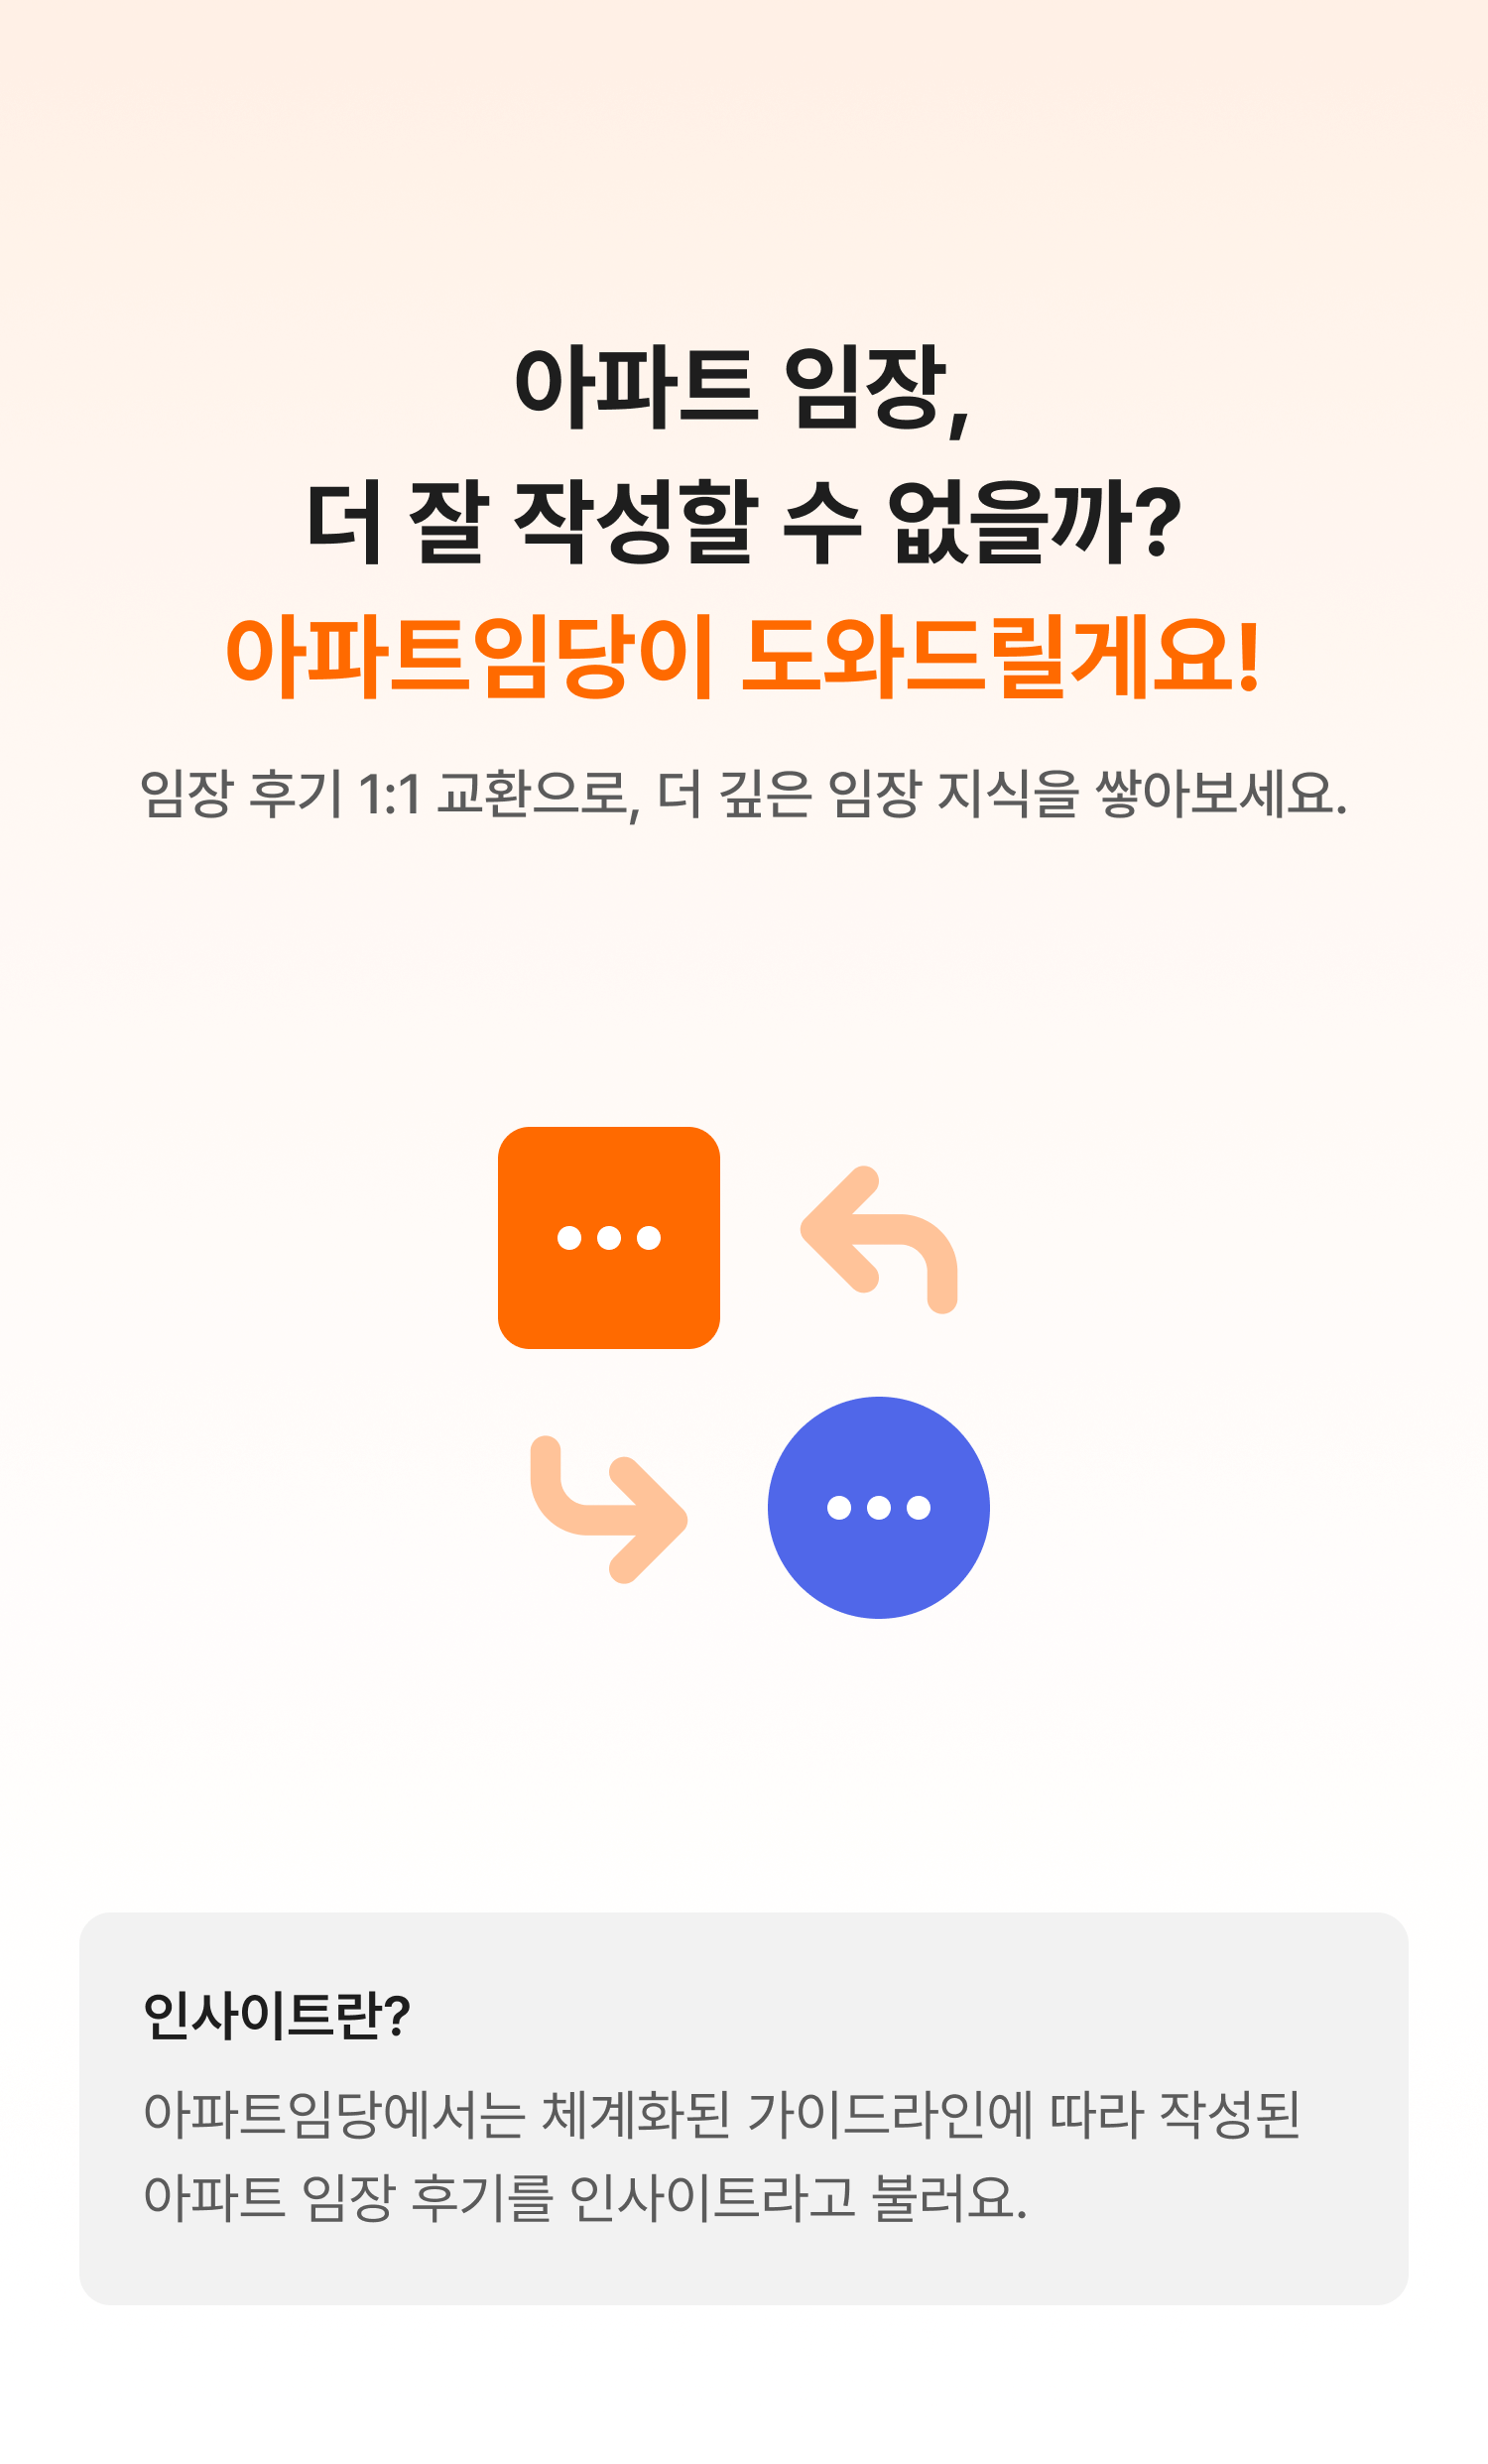 아파트 임장,
더 잘 작성할 수 없을까?
아파트임당이 도와드릴게요!
임장 후기 1:1 교환으로, 더 깊은 임장 지식을 쌓아보세요.
인사이트란?
아파트임당에서는 체계화된 가이드라인에 따라 작성된
아파트 임장 후기를 인사이트라고 불러요.